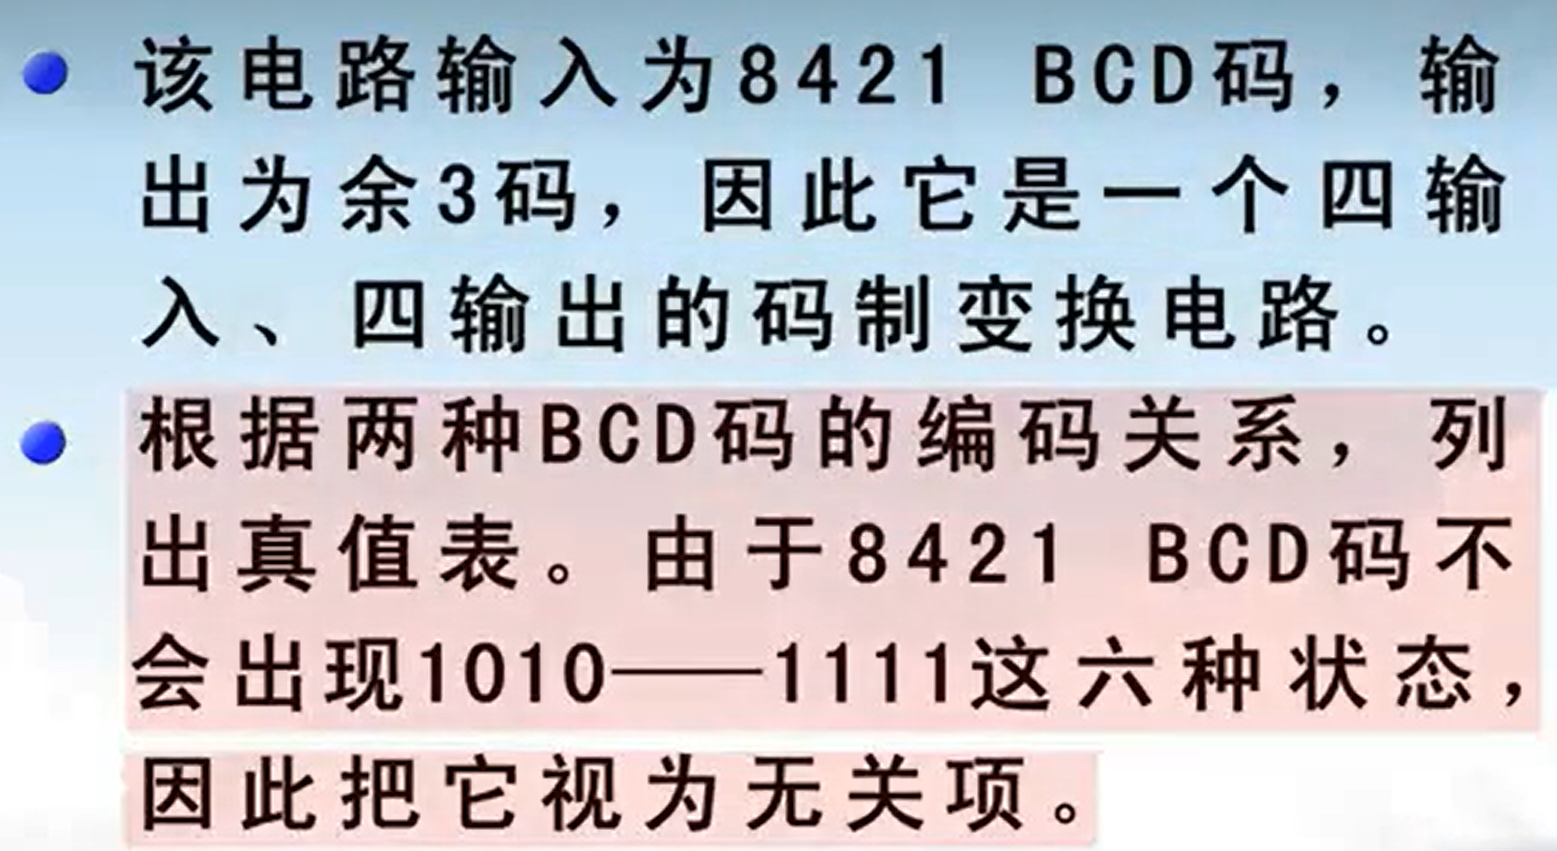 该电路输入为8421 BCD码，输
出为余3码，因此它是一个四输
入、四输出的码制变换电路。
根据两种BCD码的编码关系，列
出真值表。由于8421 BCD码不
会出现1010——1111这六种状态，
因此把它视为无关项。